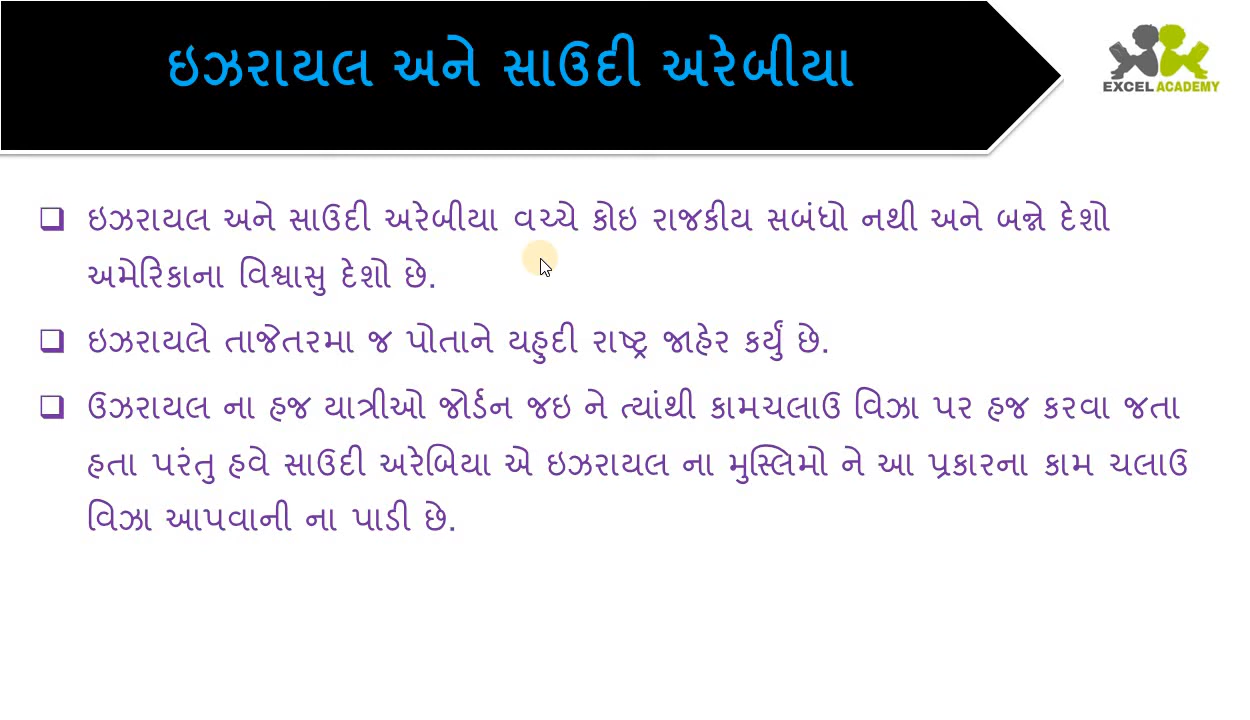 ઇઝરાયલ અને સાઉદી અરેબીયા
EXCEL ACADEMY
ઇઝરાયલ અને સાઉદી અરેબીયા વચ્ચે કોઇ રાજકીય સબંધો નથી અને બન્ને દેશો
અમેરિકાના વિશ્વાસુ દેશો છે.
ઇઝરાયલે તાજેતરમા જ પોતાને યહુદી રાષ્ટ્ર જાહેર કર્યું છે.
ઉઝરાયલ ના હજ યાત્રીઓ જોર્ડન જઇ ને ત્યાંથી કામચલાઉ વિઝા પર હજ કરવા જતા
હતા પરંતુ હવે સાઉદી અરેબિયા એ ઇઝરાયલ ના મુસ્લિમો ને આ પ્રકારના કામ ચલાઉ
વિઝા આપવાની ના પાડી છે.